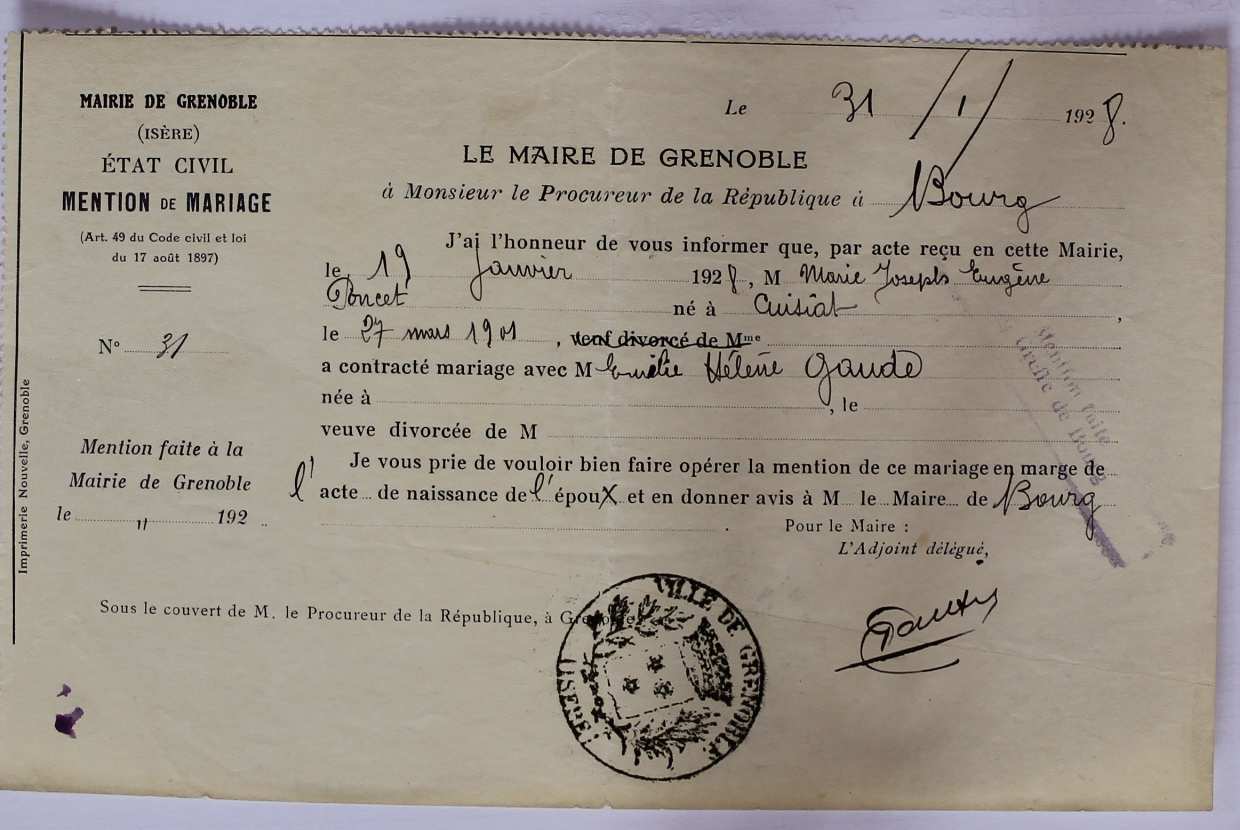 MAIRIE DE GRENOBLE
(ISÈRE)
ÉTAT CIVIL
MENTION DE MARIAGE
(Art. 49 du Code civil et loi
du 17 août 1897)
N° 31
Mention faite à la
Mairie de Grenoble
le " 192
Imprimerie Nouvelle, Grenoble
Le 31/1/1928.
LE MAIRE DE GRENOBLE
à Monsieur le Procureur de la République à Bourg
J'ai l'honneur de vous informer que, par acte reçu en cette Mairie,
le 19 Janvier 1928, M Marie Joseph Eugène
Poncet né à Cuisiat,
le 27 mars 1901, veuf divorcé de Mme
a contracté mariage avec M Emélie Hélène Gaude
née à , le
veuve divorcée de M
Je vous prie de vouloir bien faire opérer la mention de ce mariage en marge de
l'acte de naissance de l'époux et en donner avis à M le Maire de Bourg
Pour le Maire :
L'Adjoint délégué,
Sous le couvert de M. le Procureur de la République, à Grenoble.
VILLE DE GRENOBLE
(ISÈRE)
Mention faite
Greffe de Bourg